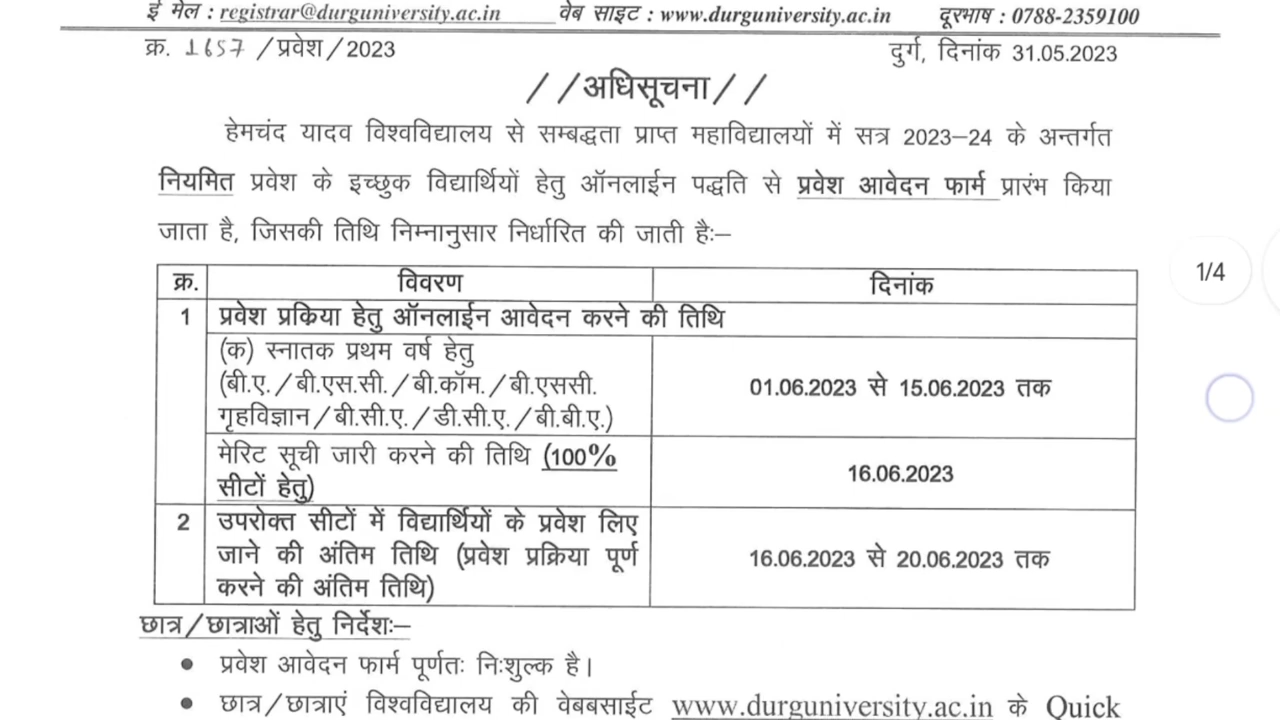 ई मेल : registrar@durguniversity.ac.in वेब साइट : www.durguniversity.ac.in दूरभाष : 0788-2359100
क्र. 1657 /प्रवेश/2023 दुर्ग, दिनांक 31.05.2023
//अधिसूचना//
हेमचंद यादव विश्वविद्यालय से सम्बद्धता प्राप्त महाविद्यालयों में सत्र 2023–24 के अन्तर्गत
नियमित प्रवेश के इच्छुक विद्यार्थियों हेतु ऑनलाईन पद्धति से प्रवेश आवेदन फार्म प्रारंभ किया
जाता है, जिसकी तिथि निम्नानुसार निर्धारित की जाती हैः–
क्र. विवरण दिनांक
1 प्रवेश प्रकिया हेतु ऑनलाईन आवेदन करने की तिथि
(क) स्नातक प्रथम वर्ष हेतु
(बी.ए./बी.एस.सी./बी.कॉम./बी.एससी. 01.06.2023 से 15.06.2023 तक
गृहविज्ञान/बी.सी.ए./डी.सी.ए./बी.बी.ए.)
मेरिट सूची जारी करने की तिथि (100% 16.06.2023
सीटों हेतु)
2 उपरोक्त सीटों में विद्यार्थियों के प्रवेश लिए
जाने की अंतिम तिथि (प्रवेश प्रक्रिया पूर्ण 16.06.2023 से 20.06.2023 तक
करने की अंतिम तिथि)
छात्र/छात्राओं हेतु निर्देशः–
• प्रवेश आवेदन फार्म पूर्णतः निःशुल्क है।
• छात्र/छात्राएं विश्वविद्यालय की वेबबसाईट www.durguniversity.ac.in के Quick
1/4